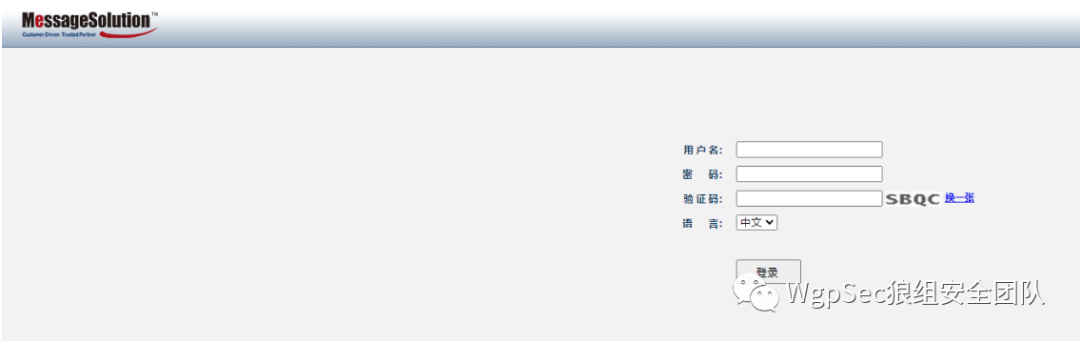 MessageSolution™
Customer Driven Trusted Partner
用户名:
密 码:
验证码: SBQC 换一张
语 言: 中文
登录
WgpSec狼组安全团队